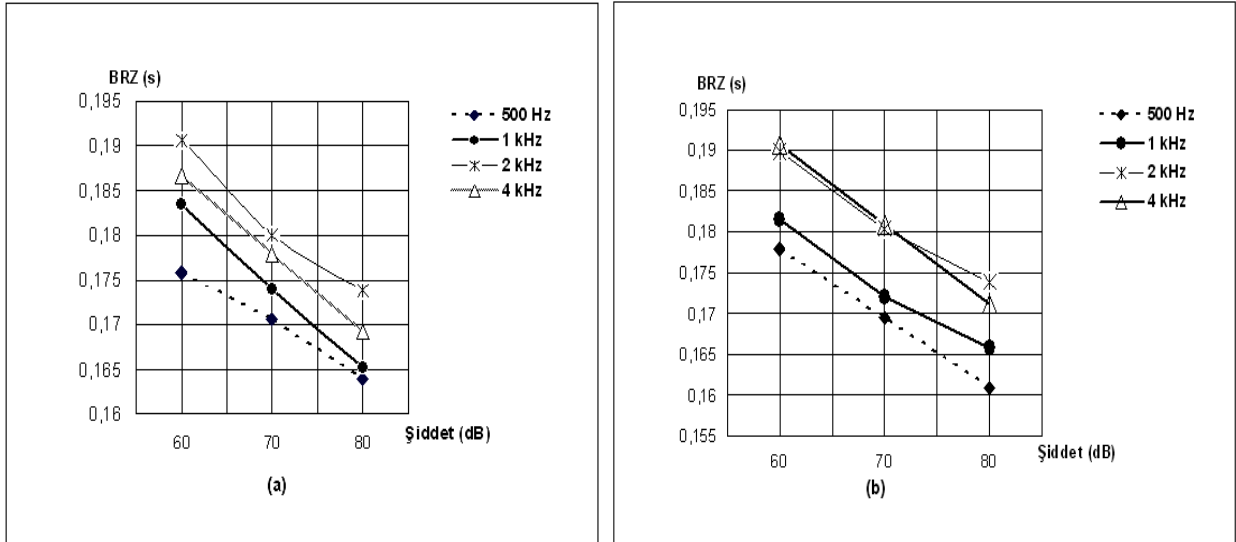 BRZ (s)
0,195
0,19
0,185
0,18
0,175
0,17
0,165
0,16
60 70 80
Şiddet (dB)
500 Hz
1 kHz
2 kHz
4 kHz
(a)
BRZ (s)
0,195
0,19
0,185
0,18
0,175
0,17
0,165
0,16
0,155
60 70 80
Şiddet (dB)
500 Hz
1 kHz
2 kHz
4 kHz
(b)